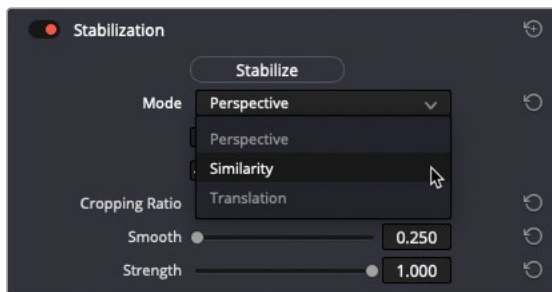 Stabilization
Stabilize
Mode Perspective
Perspective
Similarity
Translation
Cropping Ratio
Smooth 0.250
Strength 1.000